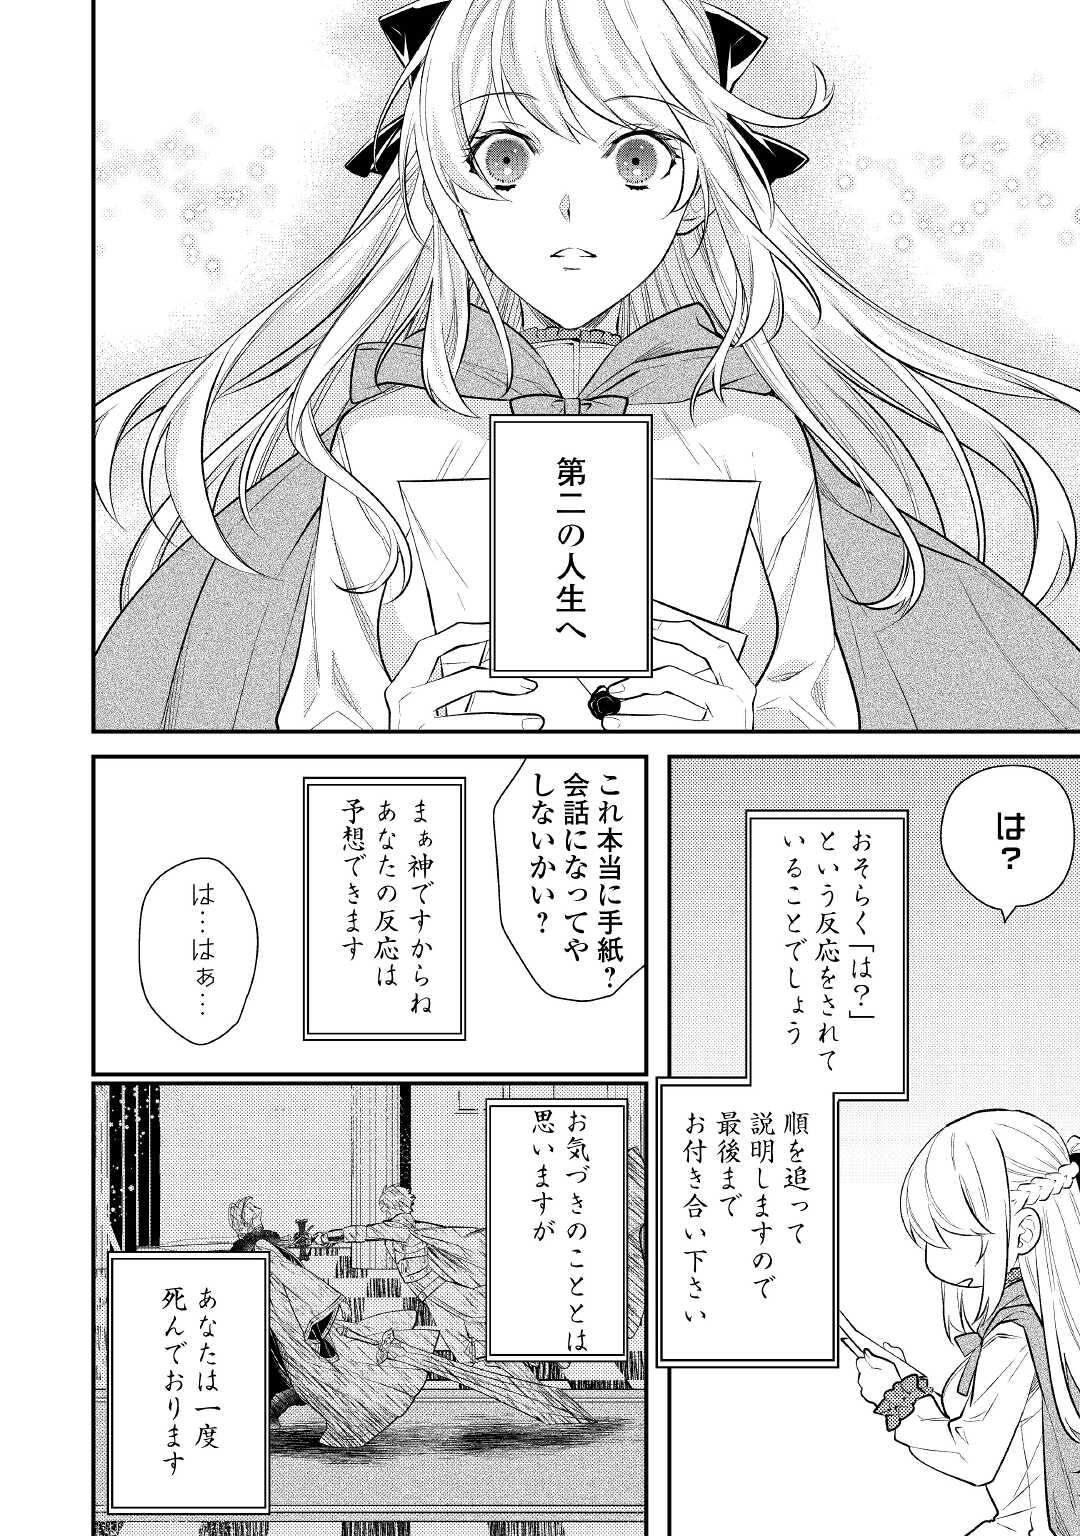 第二の人生へ
は？
おそらく「は？」
という反応をされて
いることでしょう
順を追って
説明しますので
最後まで
お付き合い下さい
これ本当に手紙？
会話になってや
しないかい？
まぁ神ですからね
あなたの反応は
予想できます
は…はぁ…
お気づきのこととは
思いますが
あなたは一度
死んでおります